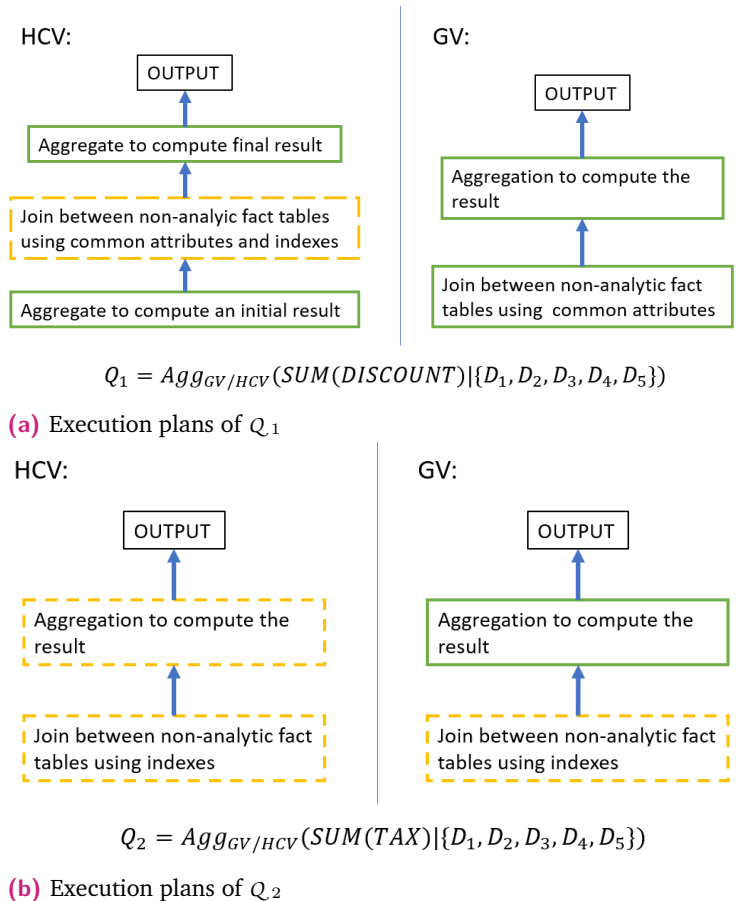 HCV:
OUTPUT
Aggregate to compute final result
Join between non-analyic fact tables
using common attributes and indexes
Aggregate to compute an initial result
GV:
OUTPUT
Aggregation to compute the
result
Join between non-analytic fact
tables using common attributes
Q₁ = Agg_{GV/HCV}(SUM(DISCOUNT)|{D₁, D₂, D₃, D₄, D₅})
(a) Execution plans of Q₁
HCV:
OUTPUT
Aggregation to compute the
result
Join between non-analytic fact
tables using indexes
GV:
OUTPUT
Aggregation to compute the
result
Join between non-analytic fact
tables using indexes
Q₂ = Agg_{GV/HCV}(SUM(TAX)|{D₁, D₂, D₃, D₄, D₅})
(b) Execution plans of Q₂